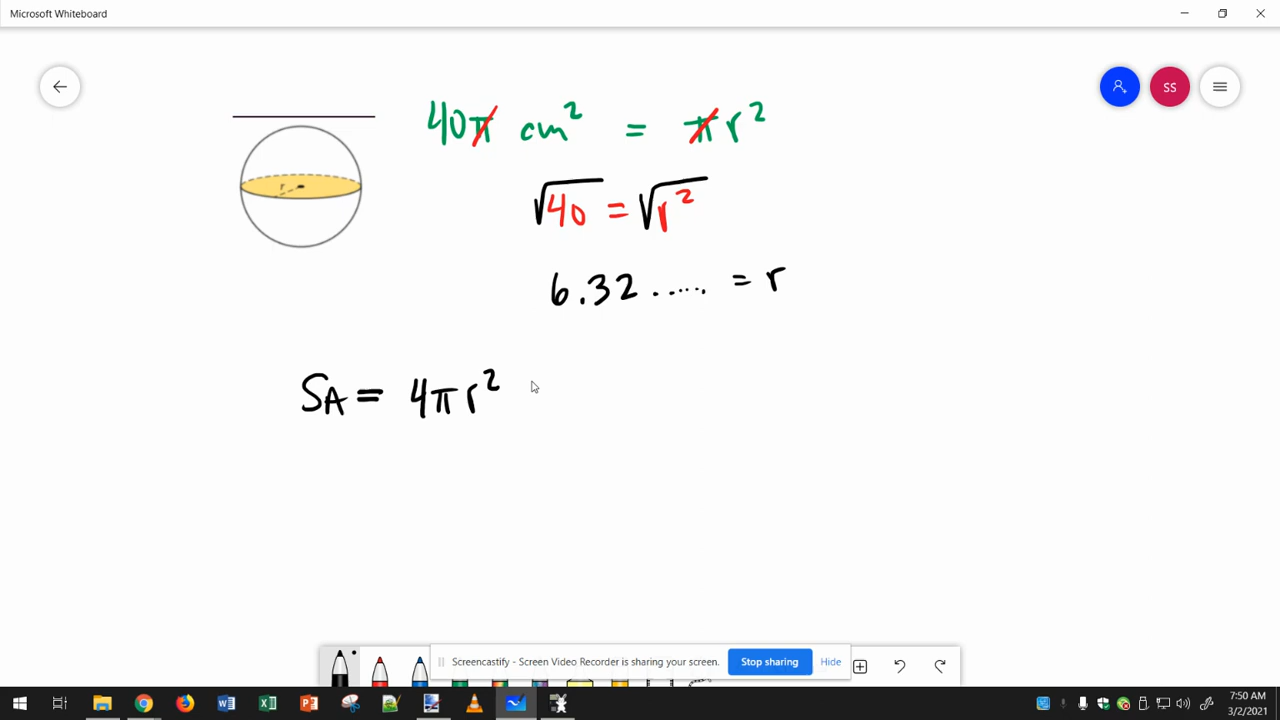 Microsoft Whiteboard
SS
40π cm² = πr²
r
√40 = √r²
6.32 ..... = r
SA = 4πr²
Screencastify - Screen Video Recorder is sharing your screen.
Stop sharing
Hide
7:50 AM
3/2/2021